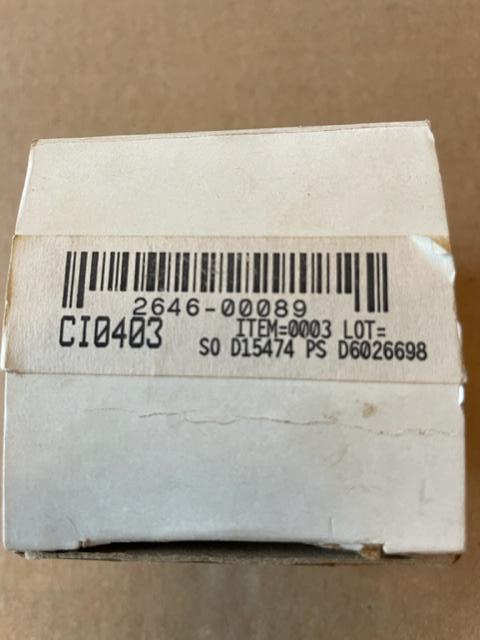 2646-00089
CI0403 ITEM=0003 LOT=
SO D15474 PS D6026698